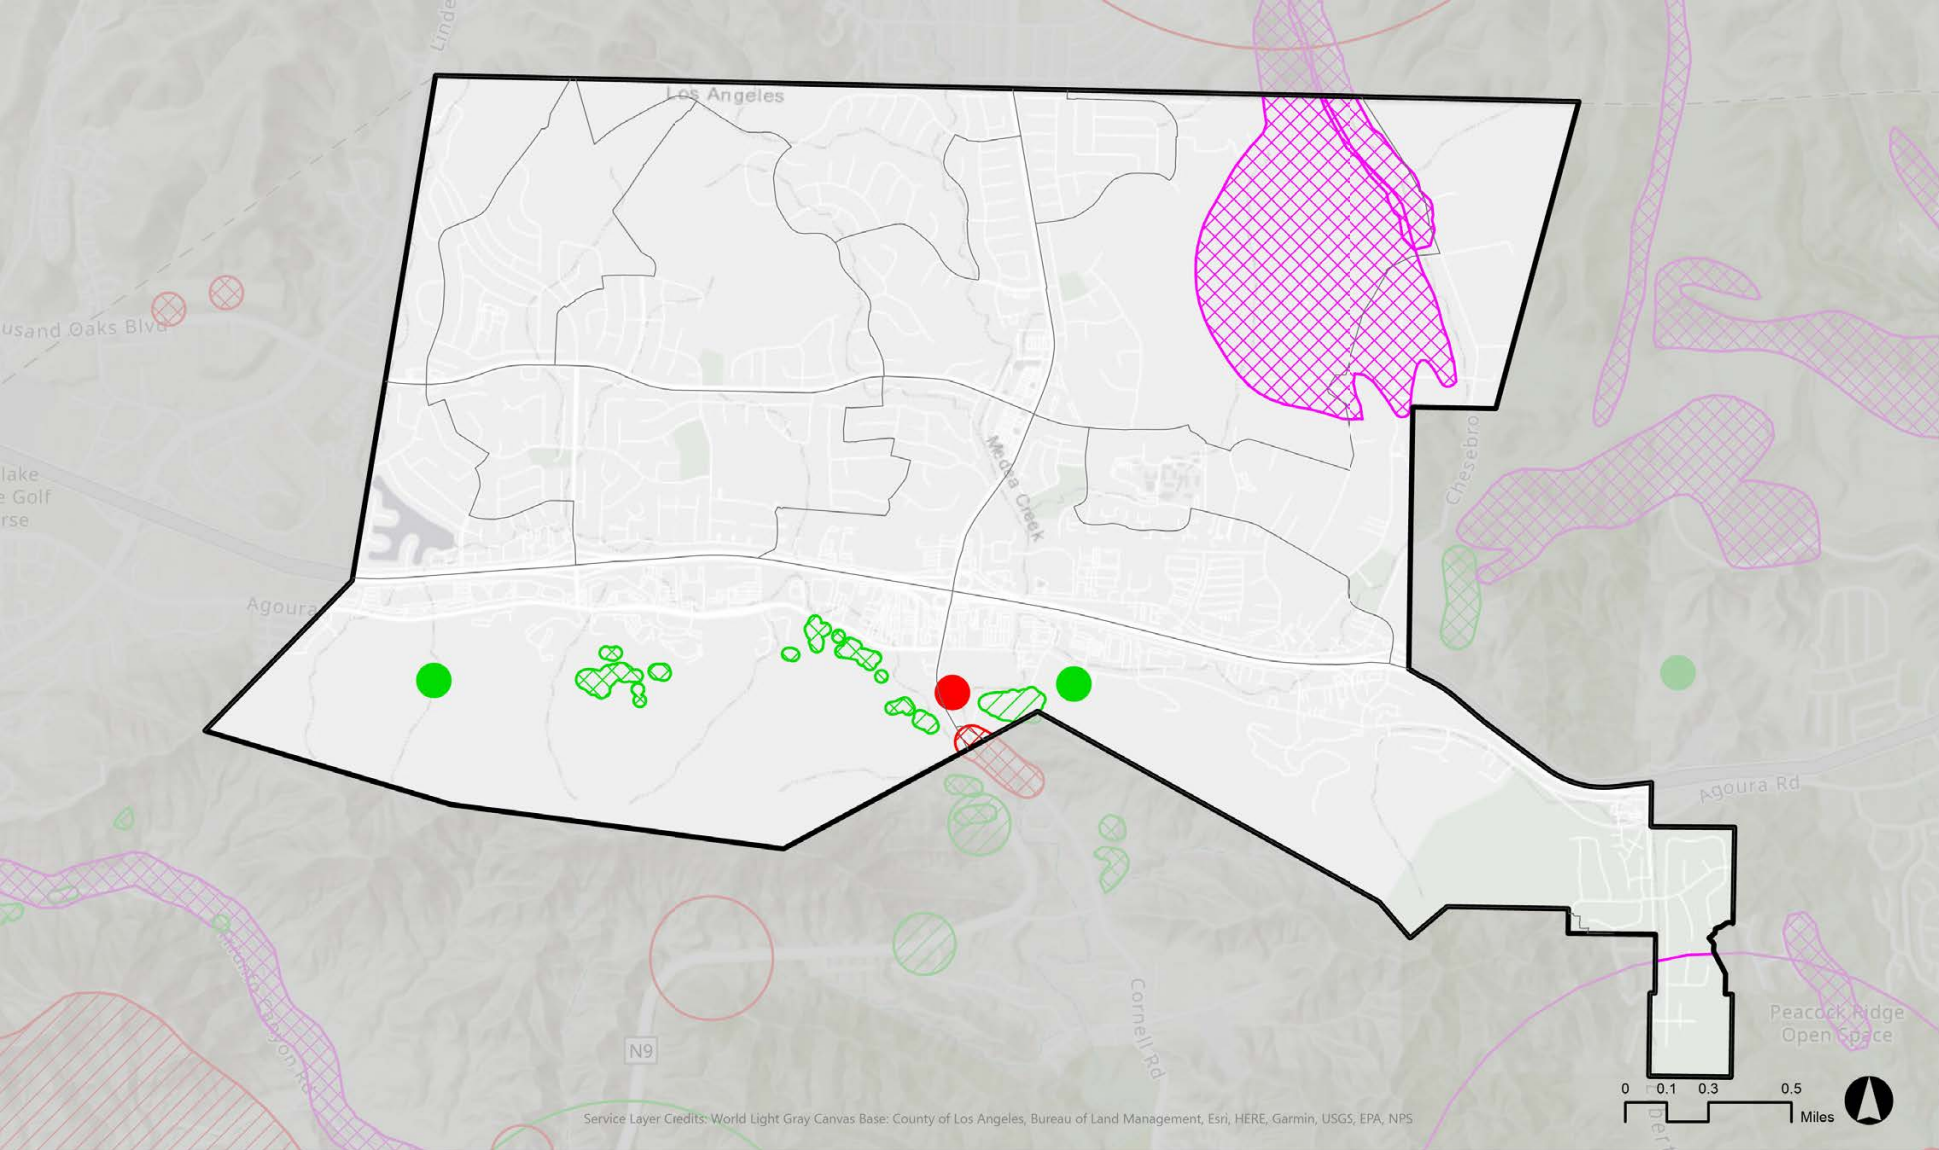 Linde
Los Angeles
usand Oaks Blvd
Medea Creek
Chesebro
lake
e Golf
rse
Agoura
Agoura Rd
Cornell Rd
N9
Peacock Ridge
Open Space
0 0.1 0.3 0.5
Miles
Service Layer Credits: World Light Gray Canvas Base: County of Los Angeles, Bureau of Land Management, Esri, HERE, Garmin, USGS, EPA, NPS